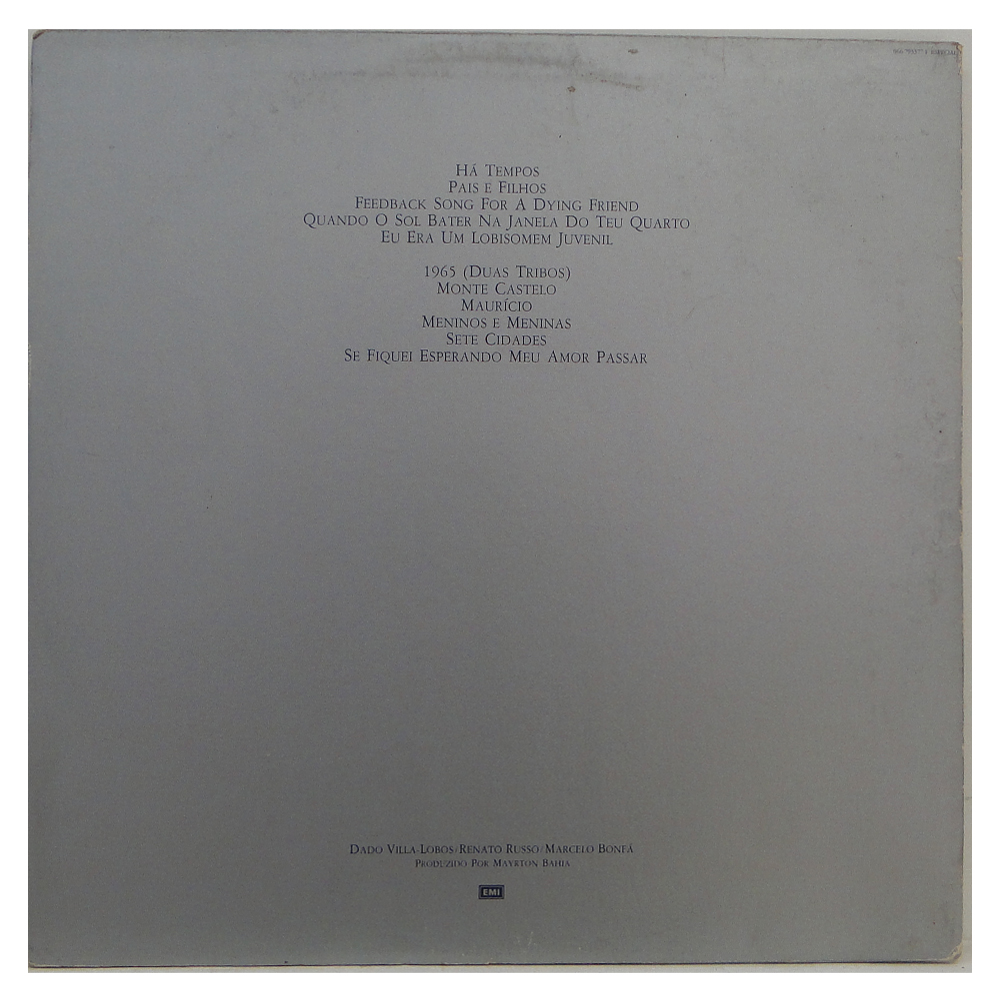 Há Tempos
Pais e Filhos
Feedback Song For A Dying Friend
Quando O Sol Bater Na Janela Do Teu Quarto
Eu Era Um Lobisomem Juvenil
1965 (Duas Tribos)
Monte Castelo
Maurício
Meninos e Meninas
Sete Cidades
Se Fiquei Esperando Meu Amor Passar
Dado Villa-Lobos/Renato Russo/Marcelo Bonfá
Produzido Por Mayrton Bahia
EMI